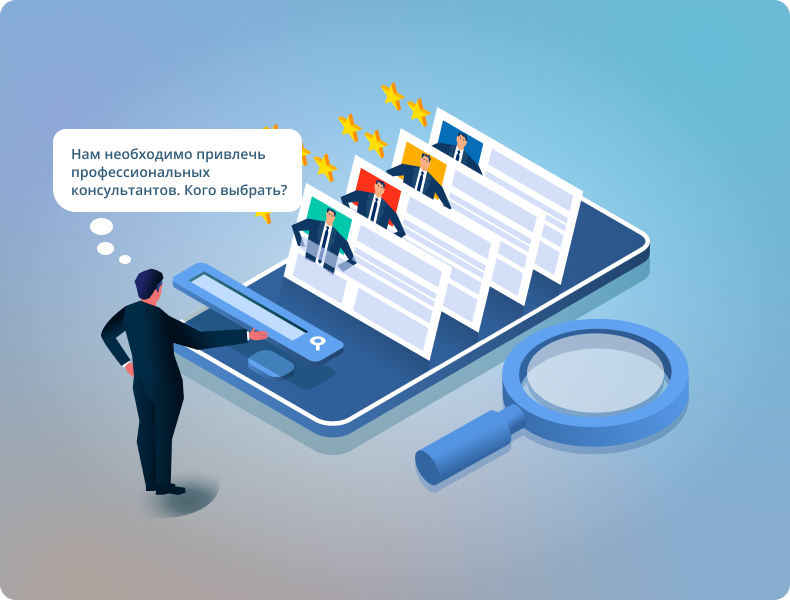 Нам необходимо привлечь
профессиональных
консультантов. Кого выбрать?